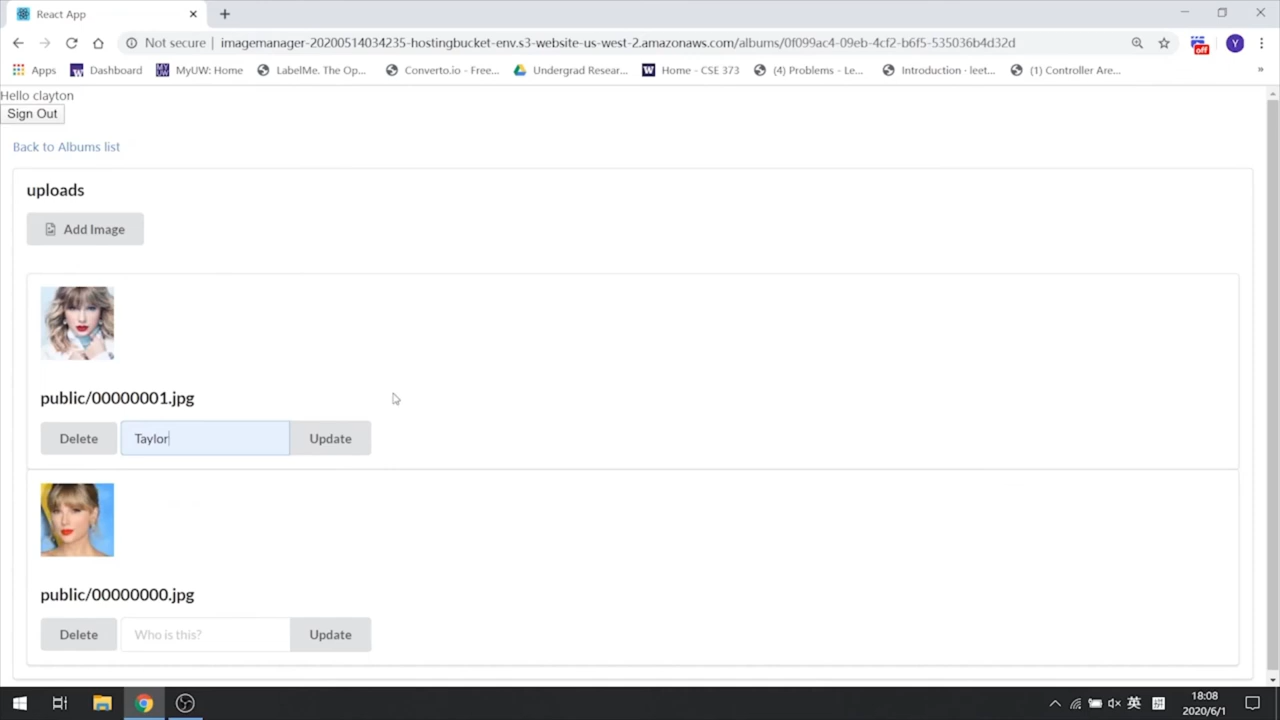 React App
Not secure | imagemanager-20200514034235-hostingbucket-env.s3-website-us-west-2.amazonaws.com/albums/0f099ac4-09eb-4cf2-b6f5-535036b4d32d
off
Y
Apps Dashboard MyUW: Home LabelMe. The Op... Converto.io - Free... Undergrad Resear... Home - CSE 373 (4) Problems - Le... Introduction · leet... (1) Controller Are... »
Hello clayton
Sign Out
Back to Albums list
uploads
Add Image
public/00000001.jpg
Delete Taylor Update
public/00000000.jpg
Delete Who is this? Update
英
18:08
2020/6/1